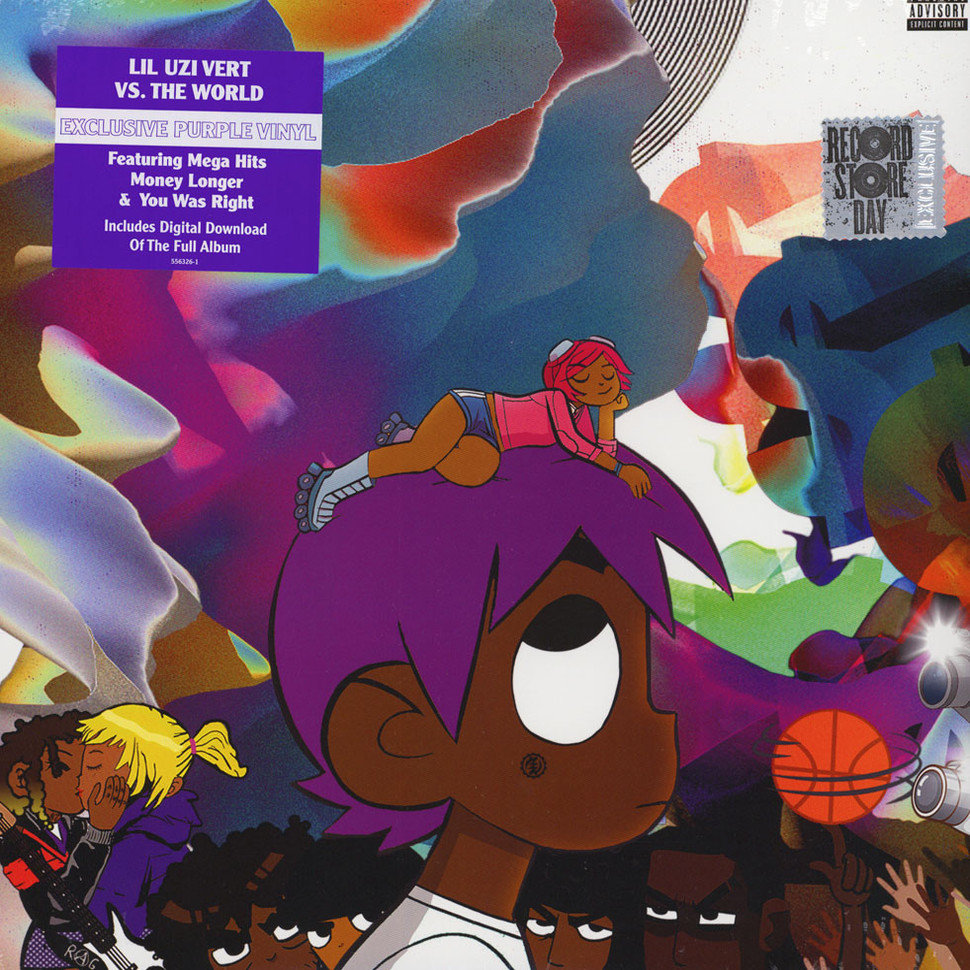 ADVISORY
EXPLICIT CONTENT
LIL UZI VERT
VS. THE WORLD
EXCLUSIVE PURPLE VINYL
Featuring Mega Hits
Money Longer
& You Was Right
Includes Digital Download
Of The Full Album
556326-1
RECORD
STORE
DAY
EXCLUSIVE